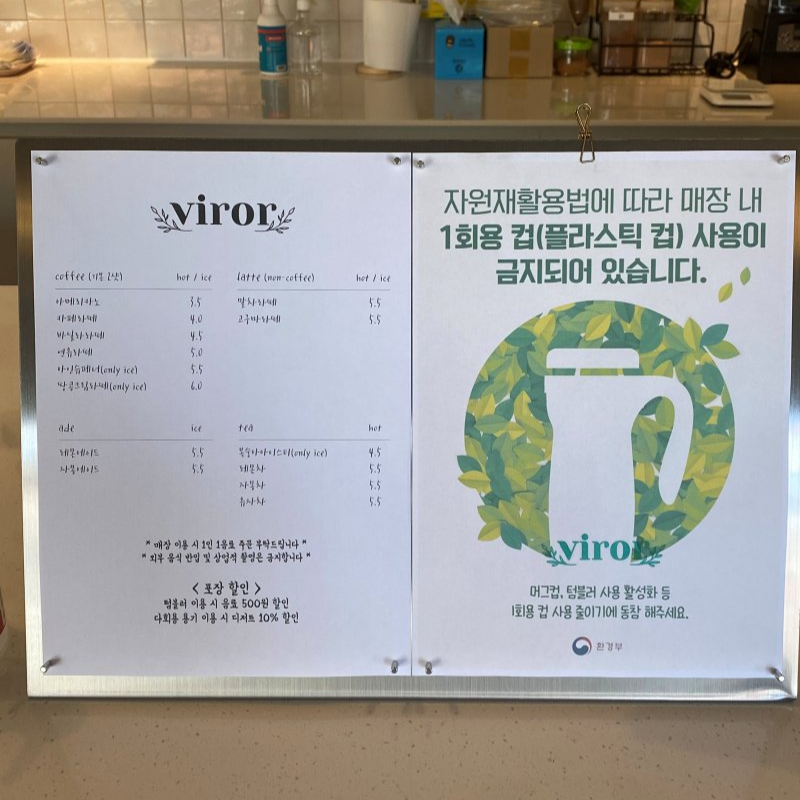 viror
coffee (기본 2샷) hot / ice
아메리카노 3.5
카페라떼 4.0
바닐라라떼 4.5
연유라떼 5.0
아인슈페너(only ice) 5.5
땅콩크림라떼(only ice) 6.0
latte (non-coffee) hot / ice
말차라떼 5.5
고구마라떼 5.5
ade ice
레몬에이드 5.5
자몽에이드 5.5
tea hot
복숭아아이스티(only ice) 4.5
레몬차 5.5
자몽차 5.5
유자차 5.5
* 매장 이용 시 1인 1음료 주문 부탁드립니다 *
* 외부 음식 반입 및 상업적 촬영은 금지합니다 *
< 포장 할인 >
텀블러 이용 시 음료 500원 할인
다회용 용기 이용 시 디저트 10% 할인
자원재활용법에 따라 매장 내
1회용 컵(플라스틱 컵) 사용이
금지되어 있습니다.
viror
머그컵, 텀블러 사용 활성화 등
1회용 컵 사용 줄이기에 동참 해주세요.
환경부